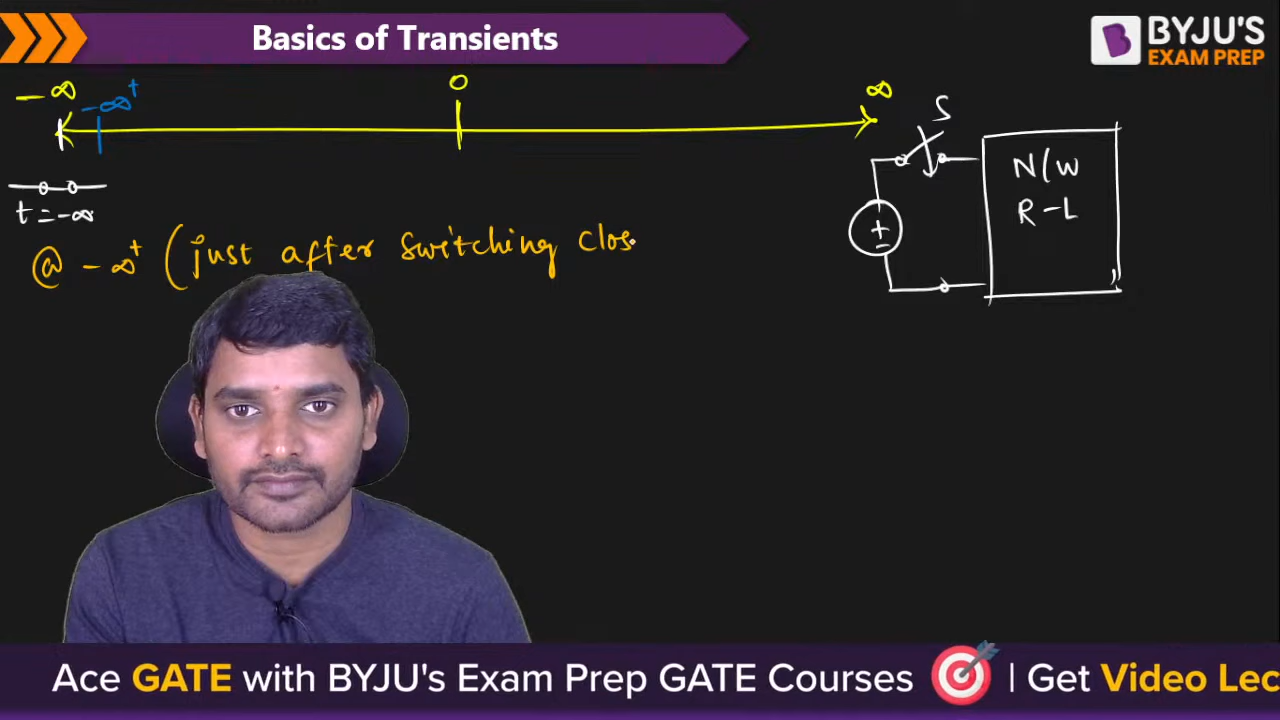 Basics of Transients
BYJU'S
EXAM PREP
-∞
-∞⁺
0
∞
S
N/W
R-L
+
-
t=-∞
@ -∞⁺ (just after switching clos
Ace GATE with BYJU's Exam Prep GATE Courses | Get Video Lec